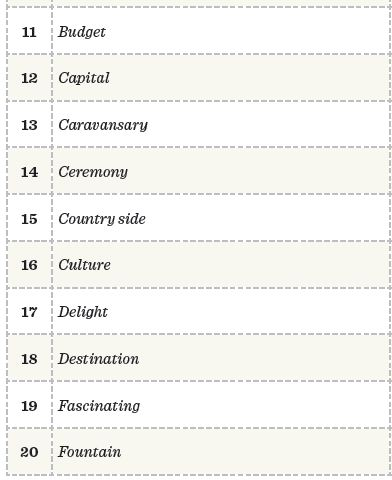 11 Budget
12 Capital
13 Caravansary
14 Ceremony
15 Country side
16 Culture
17 Delight
18 Destination
19 Fascinating
20 Fountain